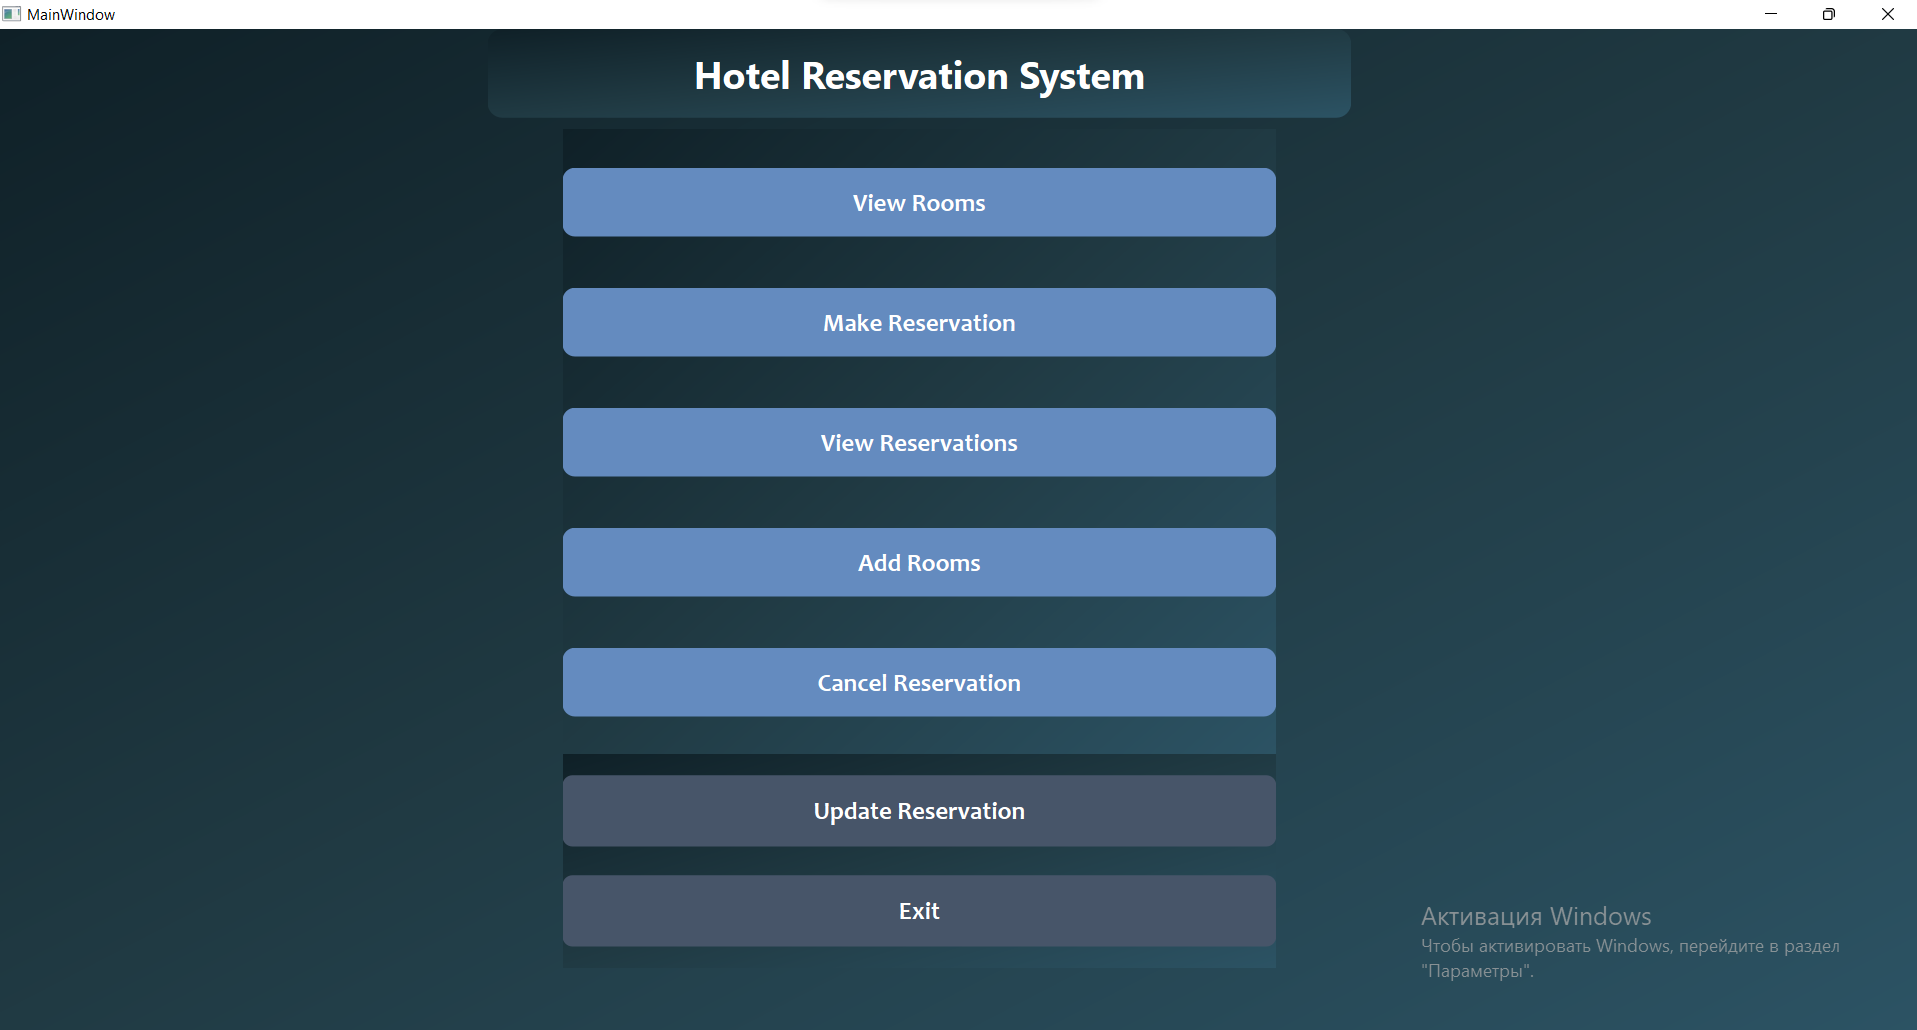 MainWindow
Hotel Reservation System
View Rooms
Make Reservation
View Reservations
Add Rooms
Cancel Reservation
Update Reservation
Exit
Активация Windows
Чтобы активировать Windows, перейдите в раздел
"Параметры".